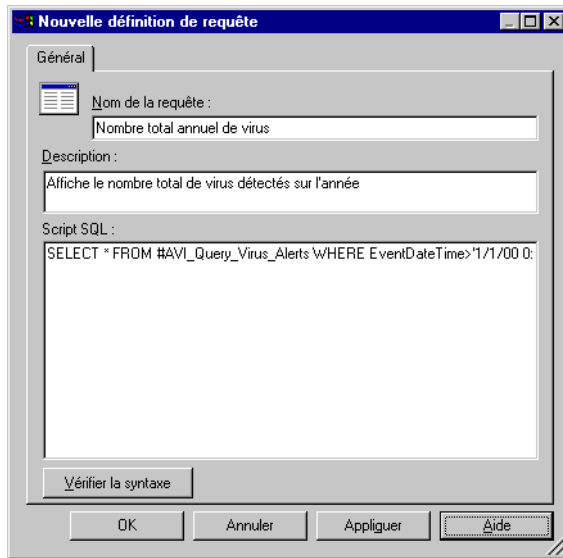 Nouvelle définition de requête
Général
Nom de la requête :
Nombre total annuel de virus
Description :
Affiche le nombre total de virus détectés sur l'année
Script SQL :
SELECT * FROM #AVI_Query_Virus_Alerts WHERE EventDateTime>'1/1/00 0:
Vérifier la syntaxe
OK Annuler Appliquer Aide